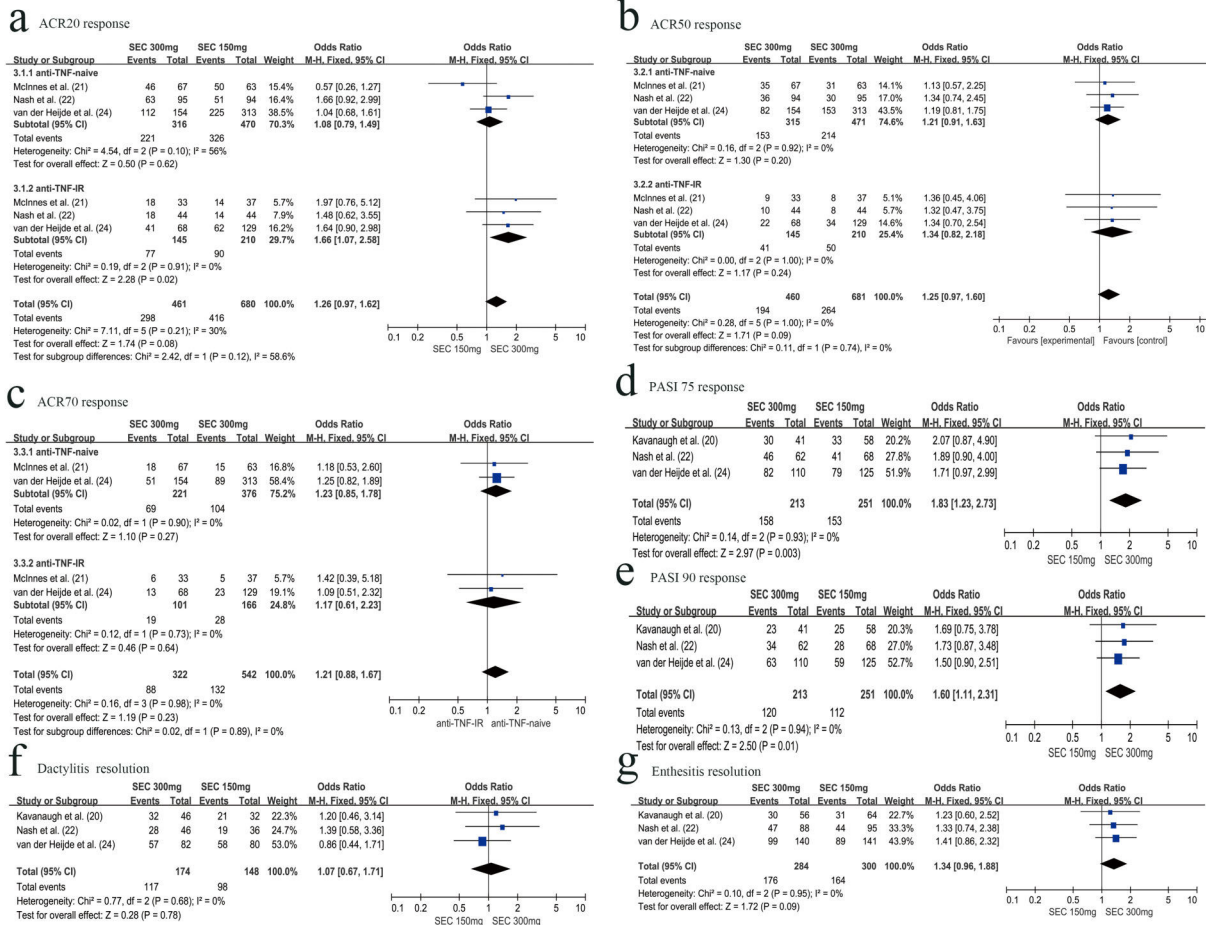 a ACR20 response
SEC 300mg SEC 150mg Odds Ratio Odds Ratio
Study or Subgroup Events Total Events Total Weight M-H. Fixed. 95% CI M-H. Fixed. 95% CI
3.1.1 anti-TNF-naive
McInnes et al. (21) 46 67 50 63 15.4% 0.57 [0.26, 1.27]
Nash et al. (22) 63 95 51 94 16.4% 1.66 [0.92, 2.99]
van der Heijde et al. (24) 112 154 225 313 38.5% 1.04 [0.68, 1.61]
Subtotal (95% CI) 316 470 70.3% 1.08 [0.79, 1.49]
Total events 221 326
Heterogeneity: Chi² = 4.54, df = 2 (P = 0.10); I² = 56%
Test for overall effect: Z = 0.50 (P = 0.62)
3.1.2 anti-TNF-IR
McInnes et al. (21) 18 33 14 37 5.7% 1.97 [0.76, 5.12]
Nash et al. (22) 18 44 14 44 7.9% 1.48 [0.62, 3.55]
van der Heijde et al. (24) 41 68 62 129 16.2% 1.64 [0.90, 2.98]
Subtotal (95% CI) 145 210 29.7% 1.66 [1.07, 2.58]
Total events 77 90
Heterogeneity: Chi² = 0.19, df = 2 (P = 0.91); I² = 0%
Test for overall effect: Z = 2.28 (P = 0.02)
Total (95% CI) 461 680 100.0% 1.26 [0.97, 1.62]
Total events 298 416
Heterogeneity: Chi² = 7.11, df = 5 (P = 0.21); I² = 30%
Test for overall effect: Z = 1.74 (P = 0.08)
Test for subgroup differences: Chi² = 2.42, df = 1 (P = 0.12), I² = 58.6%
0.1 0.2 0.5 1 2 5 10
SEC 150mg SEC 300mg
b ACR50 response
SEC 300mg SEC 300mg Odds Ratio Odds Ratio
Study or Subgroup Events Total Events Total Weight M-H. Fixed. 95% CI M-H. Fixed. 95% CI
3.2.1 anti-TNF-naive
McInnes et al. (21) 35 67 31 63 14.1% 1.13 [0.57, 2.25]
Nash et al. (22) 36 94 30 95 17.0% 1.34 [0.74, 2.45]
van der Heijde et al. (24) 82 154 153 313 43.5% 1.19 [0.81, 1.75]
Subtotal (95% CI) 315 471 74.6% 1.21 [0.91, 1.63]
Total events 153 214
Heterogeneity: Chi² = 0.16, df = 2 (P = 0.92); I² = 0%
Test for overall effect: Z = 1.30 (P = 0.20)
3.2.2 anti-TNF-IR
McInnes et al. (21) 9 33 8 37 5.1% 1.36 [0.45, 4.06]
Nash et al. (22) 10 44 8 44 5.7% 1.32 [0.47, 3.75]
van der Heijde et al. (24) 22 68 34 129 14.6% 1.34 [0.70, 2.54]
Subtotal (95% CI) 145 210 25.4% 1.34 [0.82, 2.18]
Total events 41 50
Heterogeneity: Chi² = 0.00, df = 2 (P = 1.00); I² = 0%
Test for overall effect: Z = 1.17 (P = 0.24)
Total (95% CI) 460 681 100.0% 1.25 [0.97, 1.60]
Total events 194 264
Heterogeneity: Chi² = 0.28, df = 5 (P = 1.00); I² = 0%
Test for overall effect: Z = 1.71 (P = 0.09)
Test for subgroup differences: Chi² = 0.11, df = 1 (P = 0.74), I² = 0%
0.1 0.2 0.5 1 2 5 10
Favours [experimental] Favours [control]
c ACR70 response
SEC 300mg SEC 300mg Odds Ratio Odds Ratio
Study or Subgroup Events Total Events Total Weight M-H. Fixed. 95% CI M-H. Fixed. 95% CI
3.3.1 anti-TNF-naive
McInnes et al. (21) 18 67 15 63 16.8% 1.18 [0.53, 2.60]
van der Heijde et al. (24) 51 154 89 313 58.4% 1.25 [0.82, 1.89]
Subtotal (95% CI) 221 376 75.2% 1.23 [0.85, 1.78]
Total events 69 104
Heterogeneity: Chi² = 0.02, df = 1 (P = 0.90); I² = 0%
Test for overall effect: Z = 1.10 (P = 0.27)
3.3.2 anti-TNF-IR
McInnes et al. (21) 6 33 5 37 5.7% 1.42 [0.39, 5.18]
van der Heijde et al. (24) 13 68 23 129 19.1% 1.09 [0.51, 2.32]
Subtotal (95% CI) 101 166 24.8% 1.17 [0.61, 2.23]
Total events 19 28
Heterogeneity: Chi² = 0.12, df = 1 (P = 0.73); I² = 0%
Test for overall effect: Z = 0.46 (P = 0.64)
Total (95% CI) 322 542 100.0% 1.21 [0.88, 1.67]
Total events 88 132
Heterogeneity: Chi² = 0.16, df = 3 (P = 0.98); I² = 0%
Test for overall effect: Z = 1.19 (P = 0.23)
Test for subgroup differences: Chi² = 0.02, df = 1 (P = 0.89), I² = 0%
0.1 0.2 0.5 1 2 5 10
anti-TNF-IR anti-TNF-naive
d PASI 75 response
SEC 300mg SEC 150mg Odds Ratio Odds Ratio
Study or Subgroup Events Total Events Total Weight M-H. Fixed. 95% CI M-H. Fixed. 95% CI
Kavanaugh et al. (20) 30 41 33 58 20.2% 2.07 [0.87, 4.90]
Nash et al. (22) 46 62 41 68 27.8% 1.89 [0.90, 4.00]
van der Heijde et al. (24) 82 110 79 125 51.9% 1.71 [0.97, 2.99]
Total (95% CI) 213 251 100.0% 1.83 [1.23, 2.73]
Total events 158 153
Heterogeneity: Chi² = 0.14, df = 2 (P = 0.93); I² = 0%
Test for overall effect: Z = 2.97 (P = 0.003)
0.1 0.2 0.5 1 2 5 10
SEC 150mg SEC 300mg
e PASI 90 response
SEC 300mg SEC 150mg Odds Ratio Odds Ratio
Study or Subgroup Events Total Events Total Weight M-H. Fixed. 95% CI M-H. Fixed. 95% CI
Kavanaugh et al. (20) 23 41 25 58 20.3% 1.69 [0.75, 3.78]
Nash et al. (22) 34 62 28 68 27.0% 1.73 [0.87, 3.48]
van der Heijde et al. (24) 63 110 59 125 52.7% 1.50 [0.90, 2.51]
Total (95% CI) 213 251 100.0% 1.60 [1.11, 2.31]
Total events 120 112
Heterogeneity: Chi² = 0.13, df = 2 (P = 0.94); I² = 0%
Test for overall effect: Z = 2.50 (P = 0.01)
0.1 0.2 0.5 1 2 5 10
SEC 150mg SEC 300mg
f Dactylitis resolution
SEC 300mg SEC 150mg Odds Ratio Odds Ratio
Study or Subgroup Events Total Events Total Weight M-H. Fixed. 95% CI M-H. Fixed. 95% CI
Kavanaugh et al. (20) 32 46 21 32 22.3% 1.20 [0.46, 3.14]
Nash et al. (22) 28 46 19 36 24.7% 1.39 [0.58, 3.36]
van der Heijde et al. (24) 57 82 58 80 53.0% 0.86 [0.44, 1.71]
Total (95% CI) 174 148 100.0% 1.07 [0.67, 1.71]
Total events 117 98
Heterogeneity: Chi² = 0.77, df = 2 (P = 0.68); I² = 0%
Test for overall effect: Z = 0.28 (P = 0.78)
0.1 0.2 0.5 1 2 5 10
SEC 150mg SEC 300mg
g Enthesitis resolution
SEC 300mg SEC 150mg Odds Ratio Odds Ratio
Study or Subgroup Events Total Events Total Weight M-H. Fixed. 95% CI M-H. Fixed. 95% CI
Kavanaugh et al. (20) 30 56 31 64 22.7% 1.23 [0.60, 2.52]
Nash et al. (22) 47 88 44 95 33.3% 1.33 [0.74, 2.38]
van der Heijde et al. (24) 99 140 89 141 43.9% 1.41 [0.86, 2.32]
Total (95% CI) 284 300 100.0% 1.34 [0.96, 1.88]
Total events 176 164
Heterogeneity: Chi² = 0.10, df = 2 (P = 0.95); I² = 0%
Test for overall effect: Z = 1.72 (P = 0.09)
0.1 0.2 0.5 1 2 5 10
SEC 150mg SEC 300mg